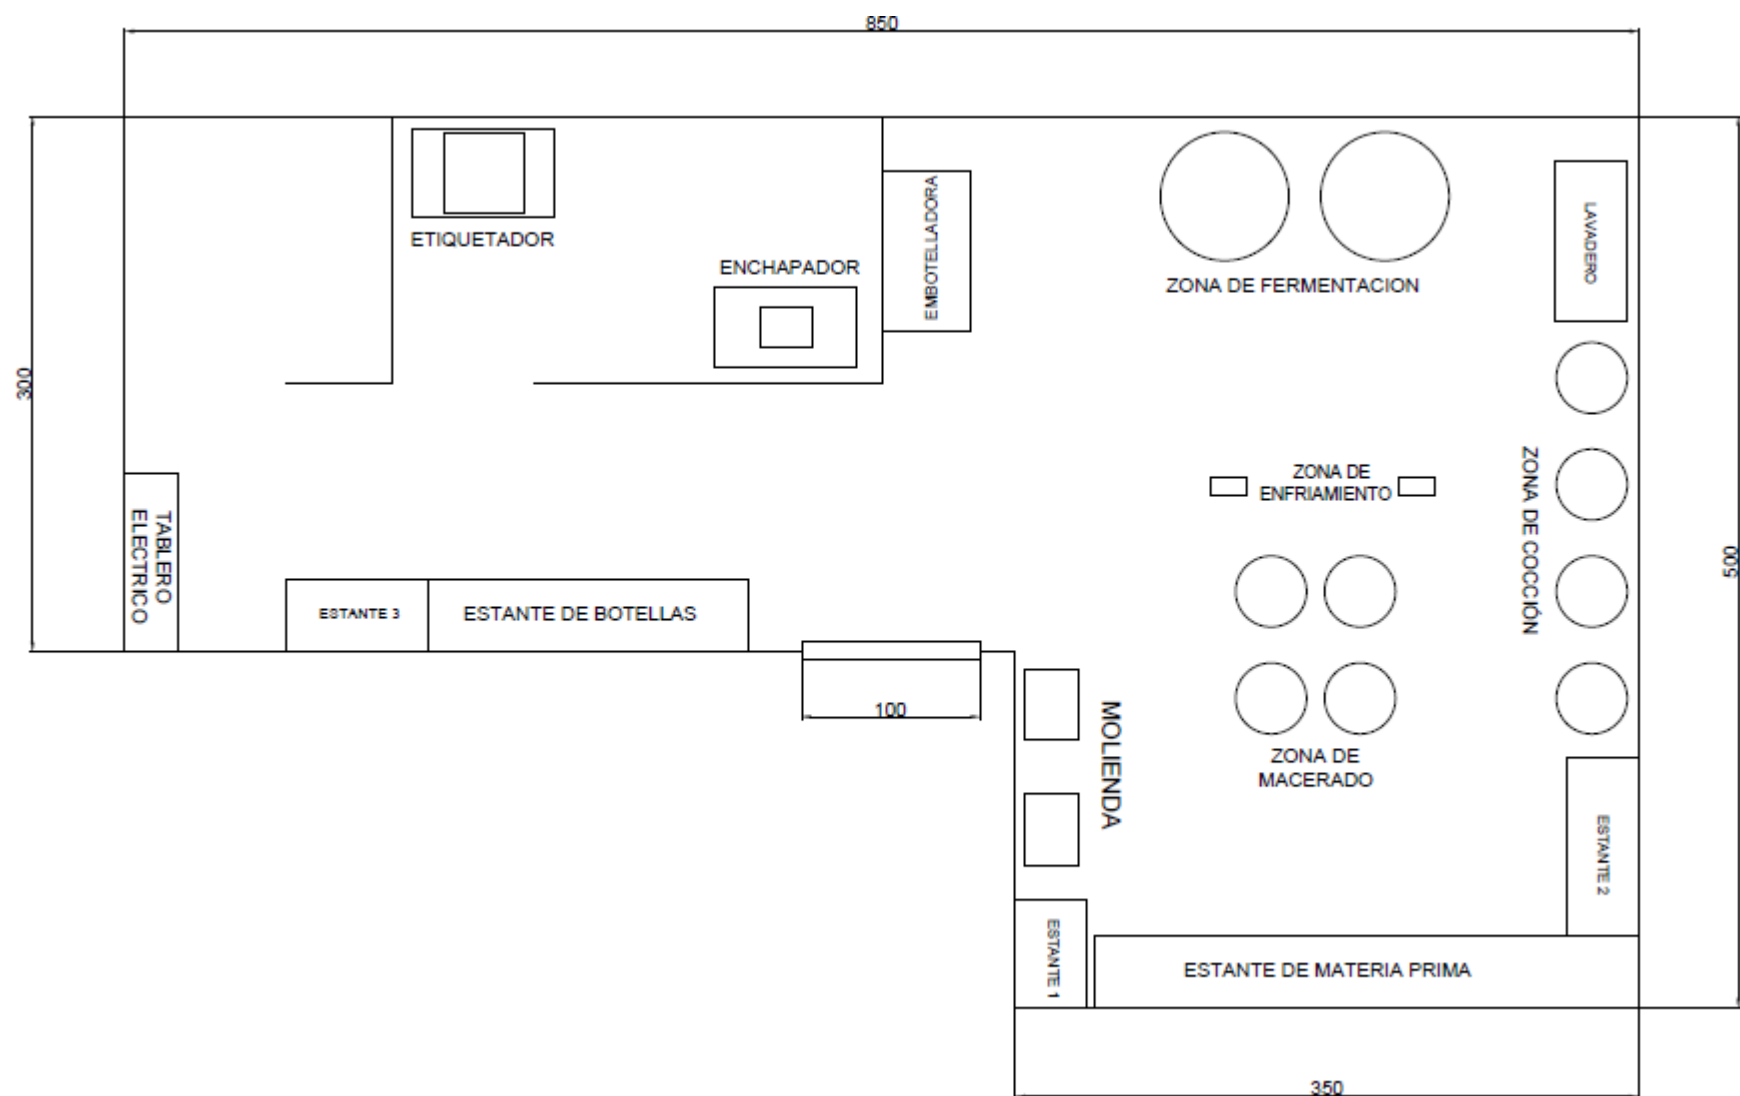 850
ETIQUETADOR
ENCHAPADOR
EMBOTELLADORA
ZONA DE FERMENTACION
LAVADERO
300
ZONA DE
ENFRIAMIENTO
ZONA DE COCCIÓN
500
TABLERO
ELECTRICO
ESTANTE 3
ESTANTE DE BOTELLAS
100
MOLIENDA
ZONA DE
MACERADO
ESTANTE 2
ESTANTE 1
ESTANTE DE MATERIA PRIMA
350